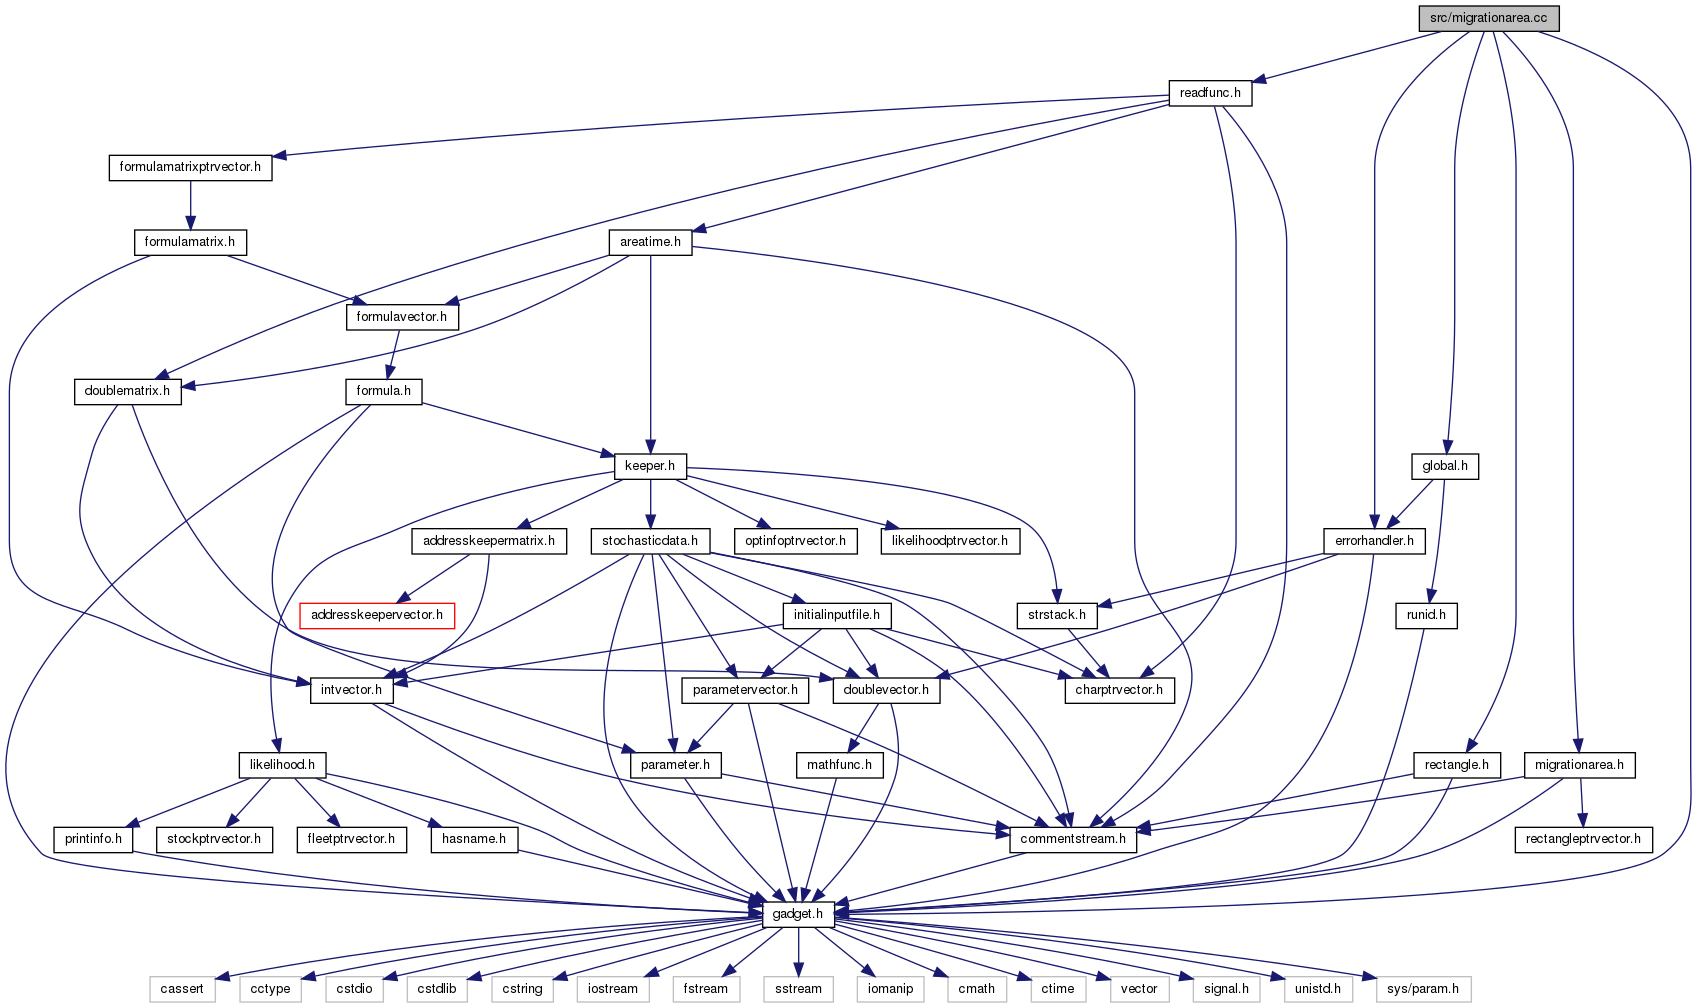 src/migrationarea.cc
readfunc.h
formulamatrixptrvector.h
formulamatrix.h
areatime.h
formulavector.h
doublematrix.h
formula.h
keeper.h
global.h
addresskeepermatrix.h
stochasticdata.h
optinfoptrvector.h
likelihoodptrvector.h
errorhandler.h
addresskeepervector.h
initialinputfile.h
strstack.h
runid.h
intvector.h
parametervector.h
doublevector.h
charptrvector.h
likelihood.h
parameter.h
mathfunc.h
rectangle.h
migrationarea.h
printinfo.h
stockptrvector.h
fleetptrvector.h
hasname.h
commentstream.h
rectangleptrvector.h
gadget.h
cassert
cctype
cstdio
cstdlib
cstring
iostream
fstream
sstream
iomanip
cmath
ctime
vector
signal.h
unistd.h
sys/param.h